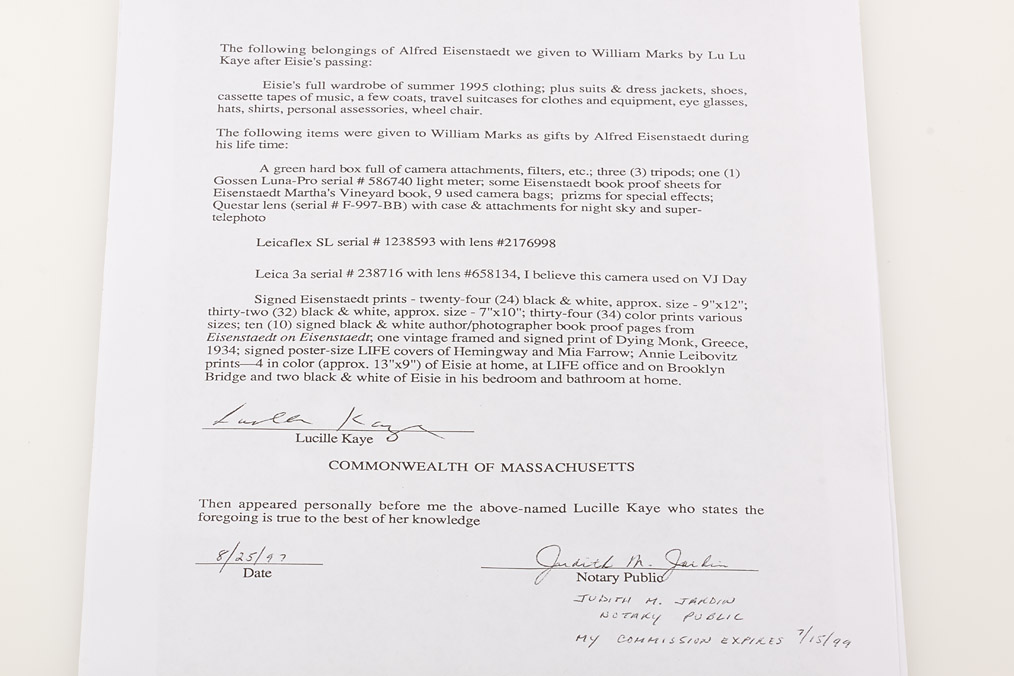 The following belongings of Alfred Eisenstaedt we given to William Marks by Lu Lu
Kaye after Eisie's passing:
Eisie's full wardrobe of summer 1995 clothing; plus suits & dress jackets, shoes,
cassette tapes of music, a few coats, travel suitcases for clothes and equipment, eye glasses,
hats, shirts, personal assessories, wheel chair.
The following items were given to William Marks as gifts by Alfred Eisenstaedt during
his life time:
A green hard box full of camera attachments, filters, etc.; three (3) tripods; one (1)
Gossen Luna-Pro serial # 586740 light meter; some Eisenstaedt book proof sheets for
Eisenstaedt Martha's Vineyard book, 9 used camera bags; prizms for special effects;
Questar lens (serial # F-997-BB) with case & attachments for night sky and super-
telephoto
Leicaflex SL serial # 1238593 with lens #2176998
Leica 3a serial # 238716 with lens #658134, I believe this camera used on VJ Day
Signed Eisenstaedt prints - twenty-four (24) black & white, approx. size - 9"x12";
thirty-two (32) black & white, approx. size - 7"x10"; thirty-four (34) color prints various
sizes; ten (10) signed black & white author/photographer book proof pages from
Eisenstaedt on Eisenstaedt; one vintage framed and signed print of Dying Monk, Greece,
1934; signed poster-size LIFE covers of Hemingway and Mia Farrow; Annie Leibovitz
prints—4 in color (approx. 13"x9") of Eisie at home, at LIFE office and on Brooklyn
Bridge and two black & white of Eisie in his bedroom and bathroom at home.
Lucille Kaye
Lucille Kaye
COMMONWEALTH OF MASSACHUSETTS
Then appeared personally before me the above-named Lucille Kaye who states the
foregoing is true to the best of her knowledge
8/25/97 Judith M. Jardin
Date Notary Public
JUDITH M. JARDIN
NOTARY PUBLIC
MY COMMISSION EXPIRES 7/15/99